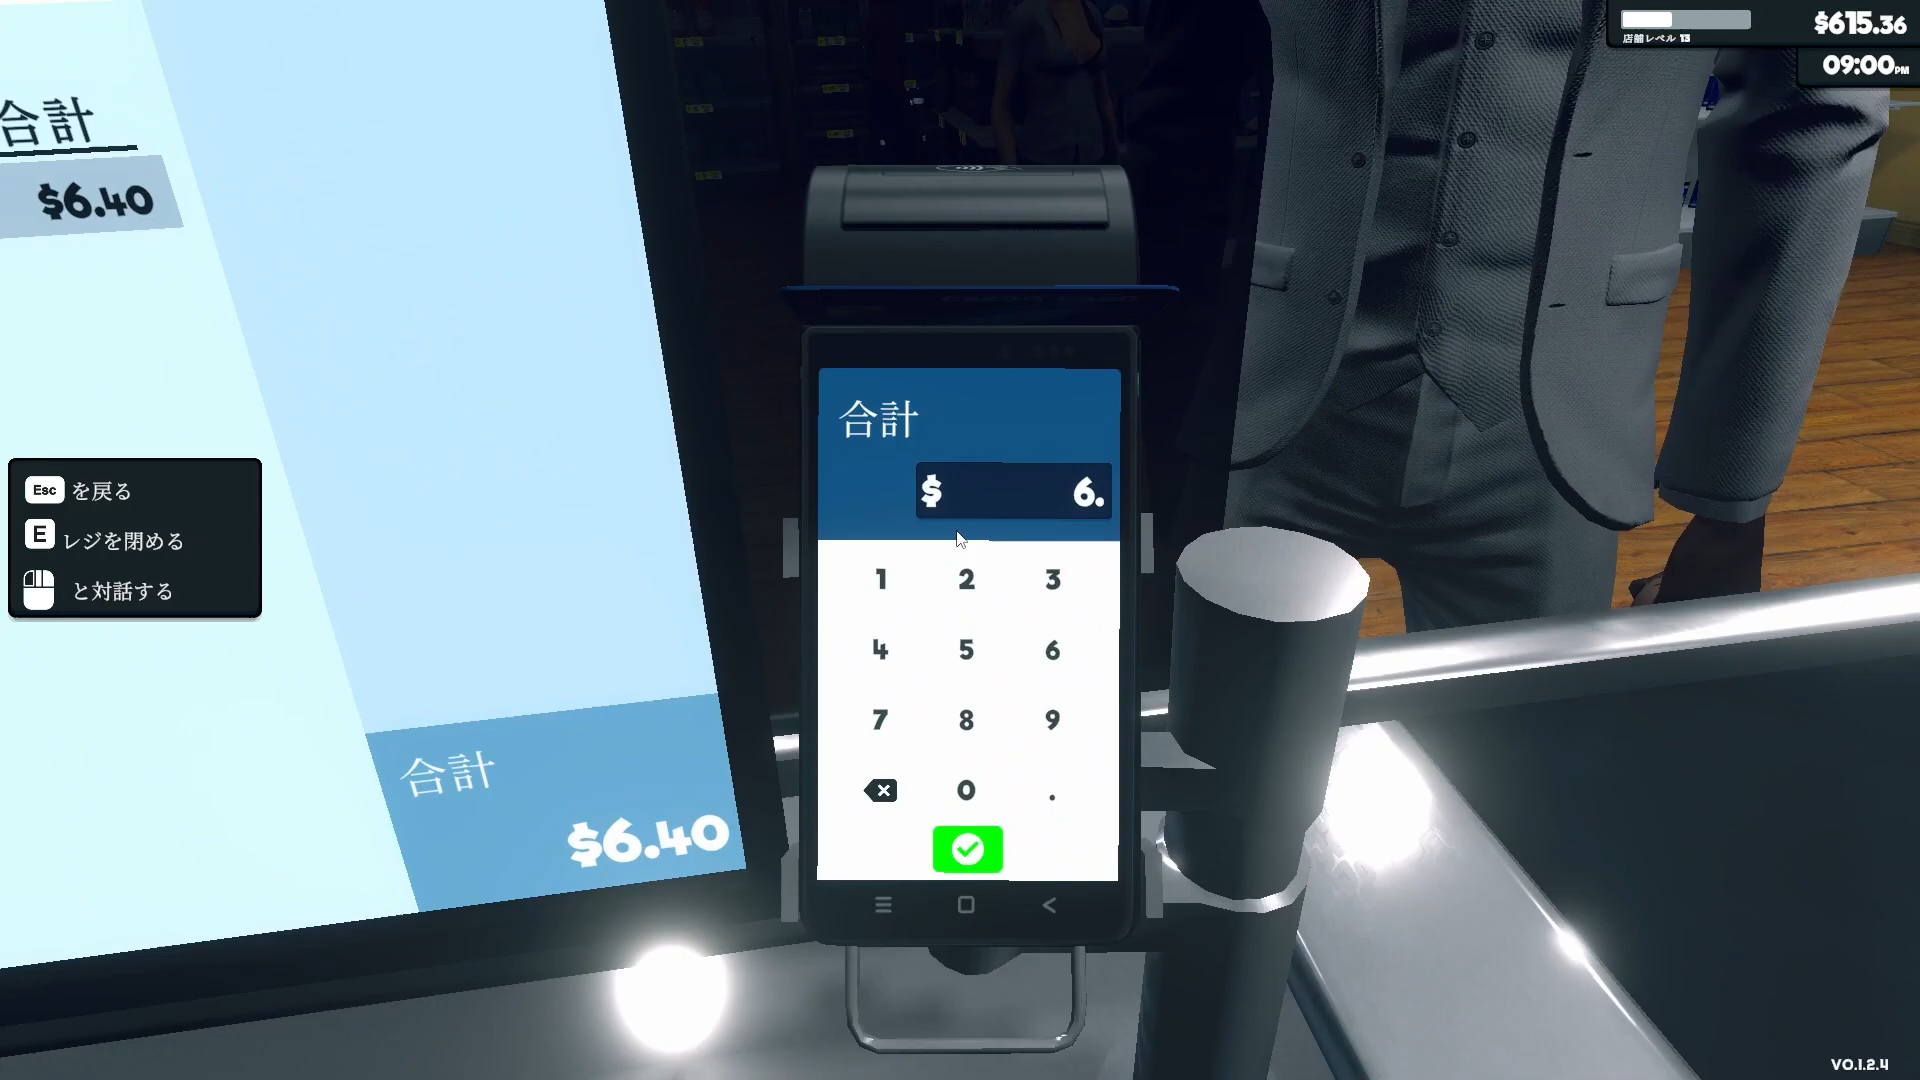 合計
$6.40
Esc を戻る
E レジを閉める
と対話する
合計
$6.40
合計
$ 6.
1 2 3
4 5 6
7 8 9
0 .
$615.36
店舗レベル 13
09:00PM
V0.1.2.4